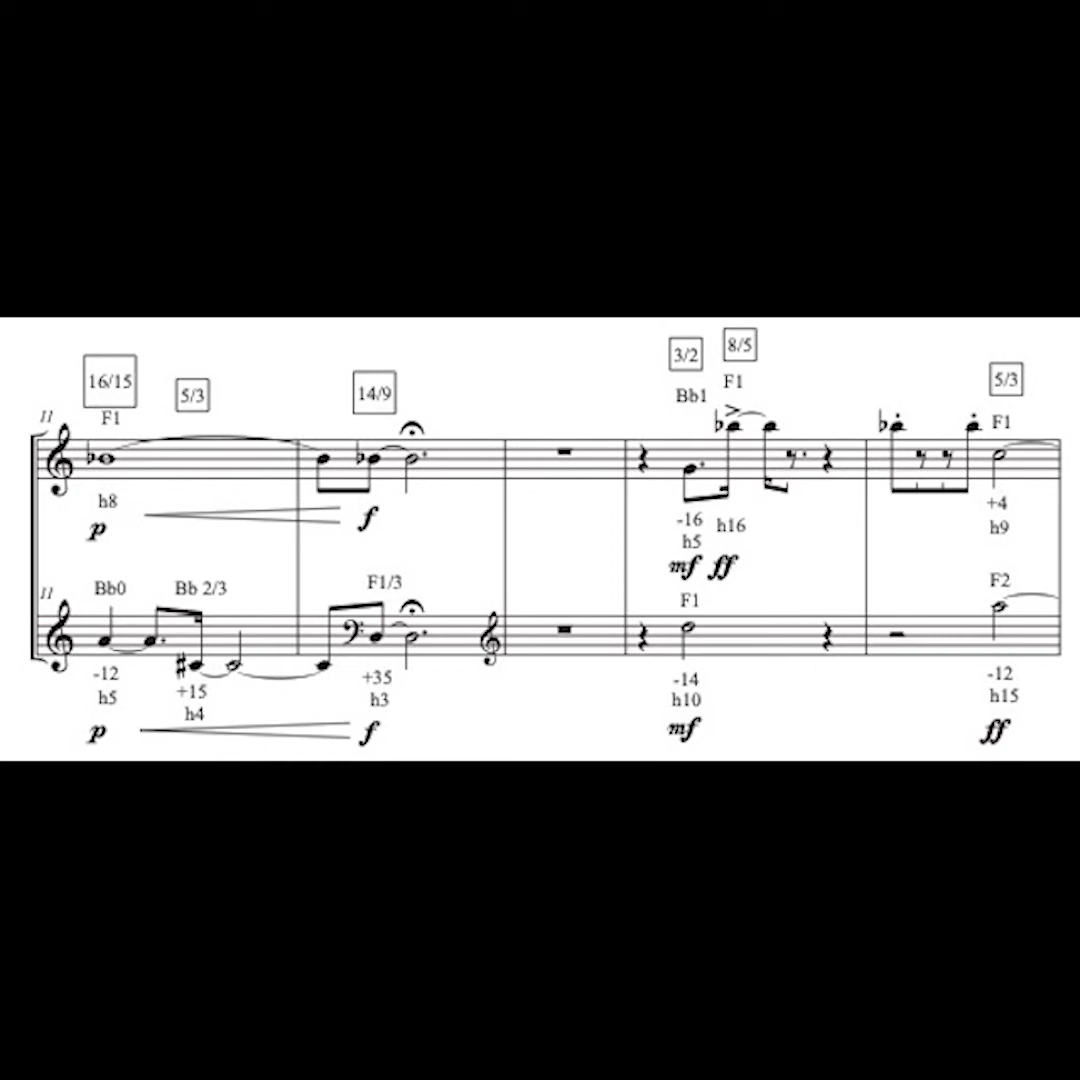 16/15
5/3
14/9
3/2
8/5
5/3
11
F1
Bb1
F1
F1
h8
-16
h16
+4
h5
h9
p
f
mf
ff
11
Bb0
Bb 2/3
F1/3
F1
F2
-12
+15
+35
-14
-12
h5
h4
h3
h10
h15
p
f
mf
ff